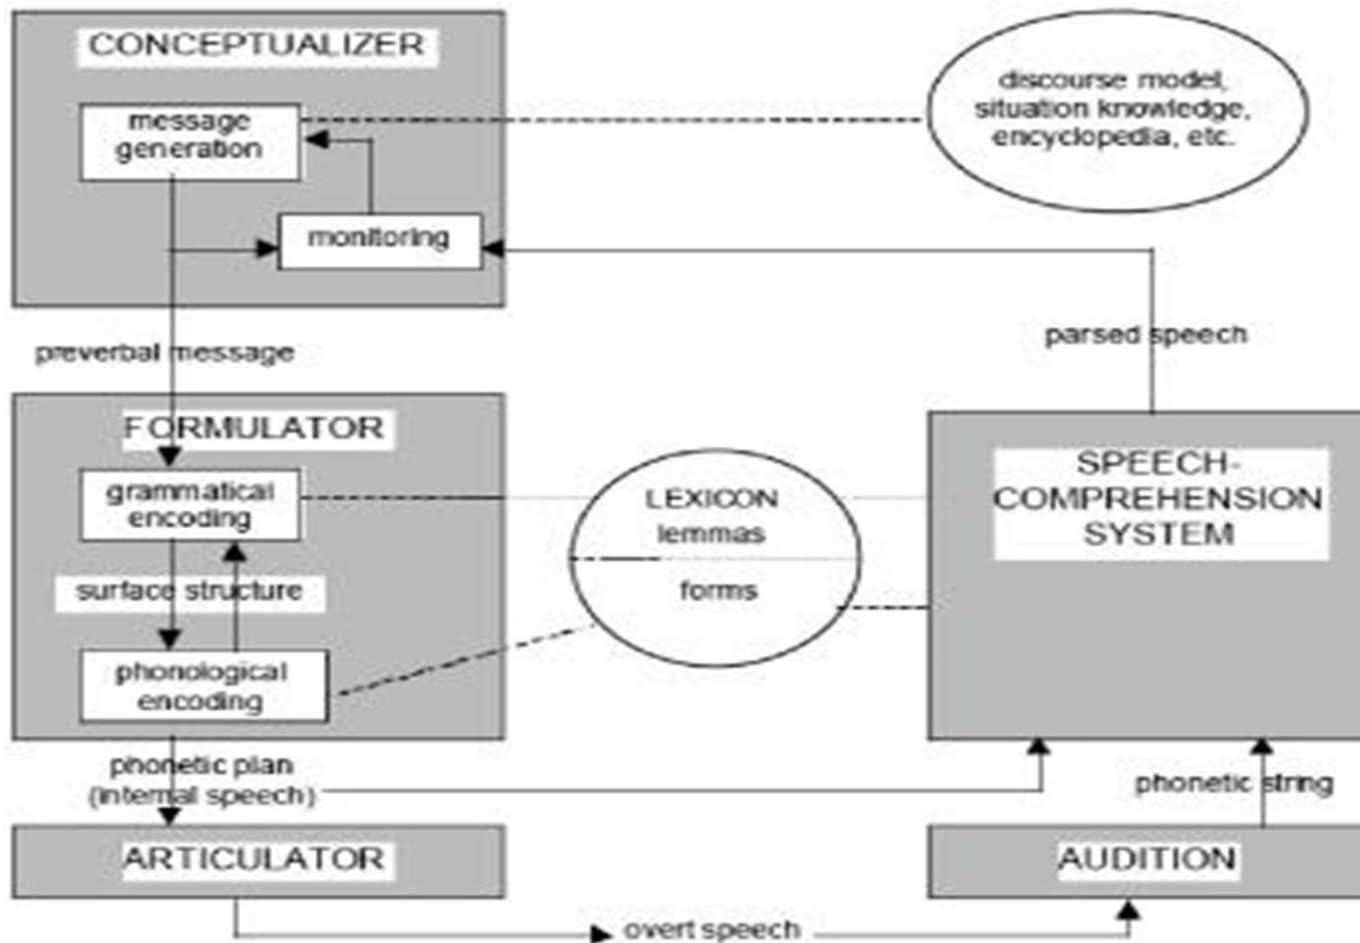 CONCEPTUALIZER
message
generation
monitoring
discourse model,
situation knowledge,
encyclopedia, etc.
preverbal message
parsed speech
FORMULATOR
grammatical
encoding
surface structure
phonological
encoding
LEXICON
lemmas
forms
SPEECH-
COMPREHENSION
SYSTEM
phonetic plan
(internal speech)
phonetic string
ARTICULATOR
AUDITION
overt speech